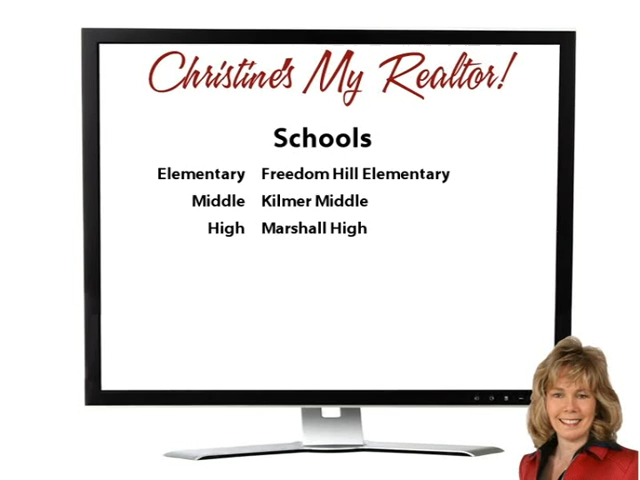 Christine's My Realtor!
Schools
Elementary Freedom Hill Elementary
Middle Kilmer Middle
High Marshall High